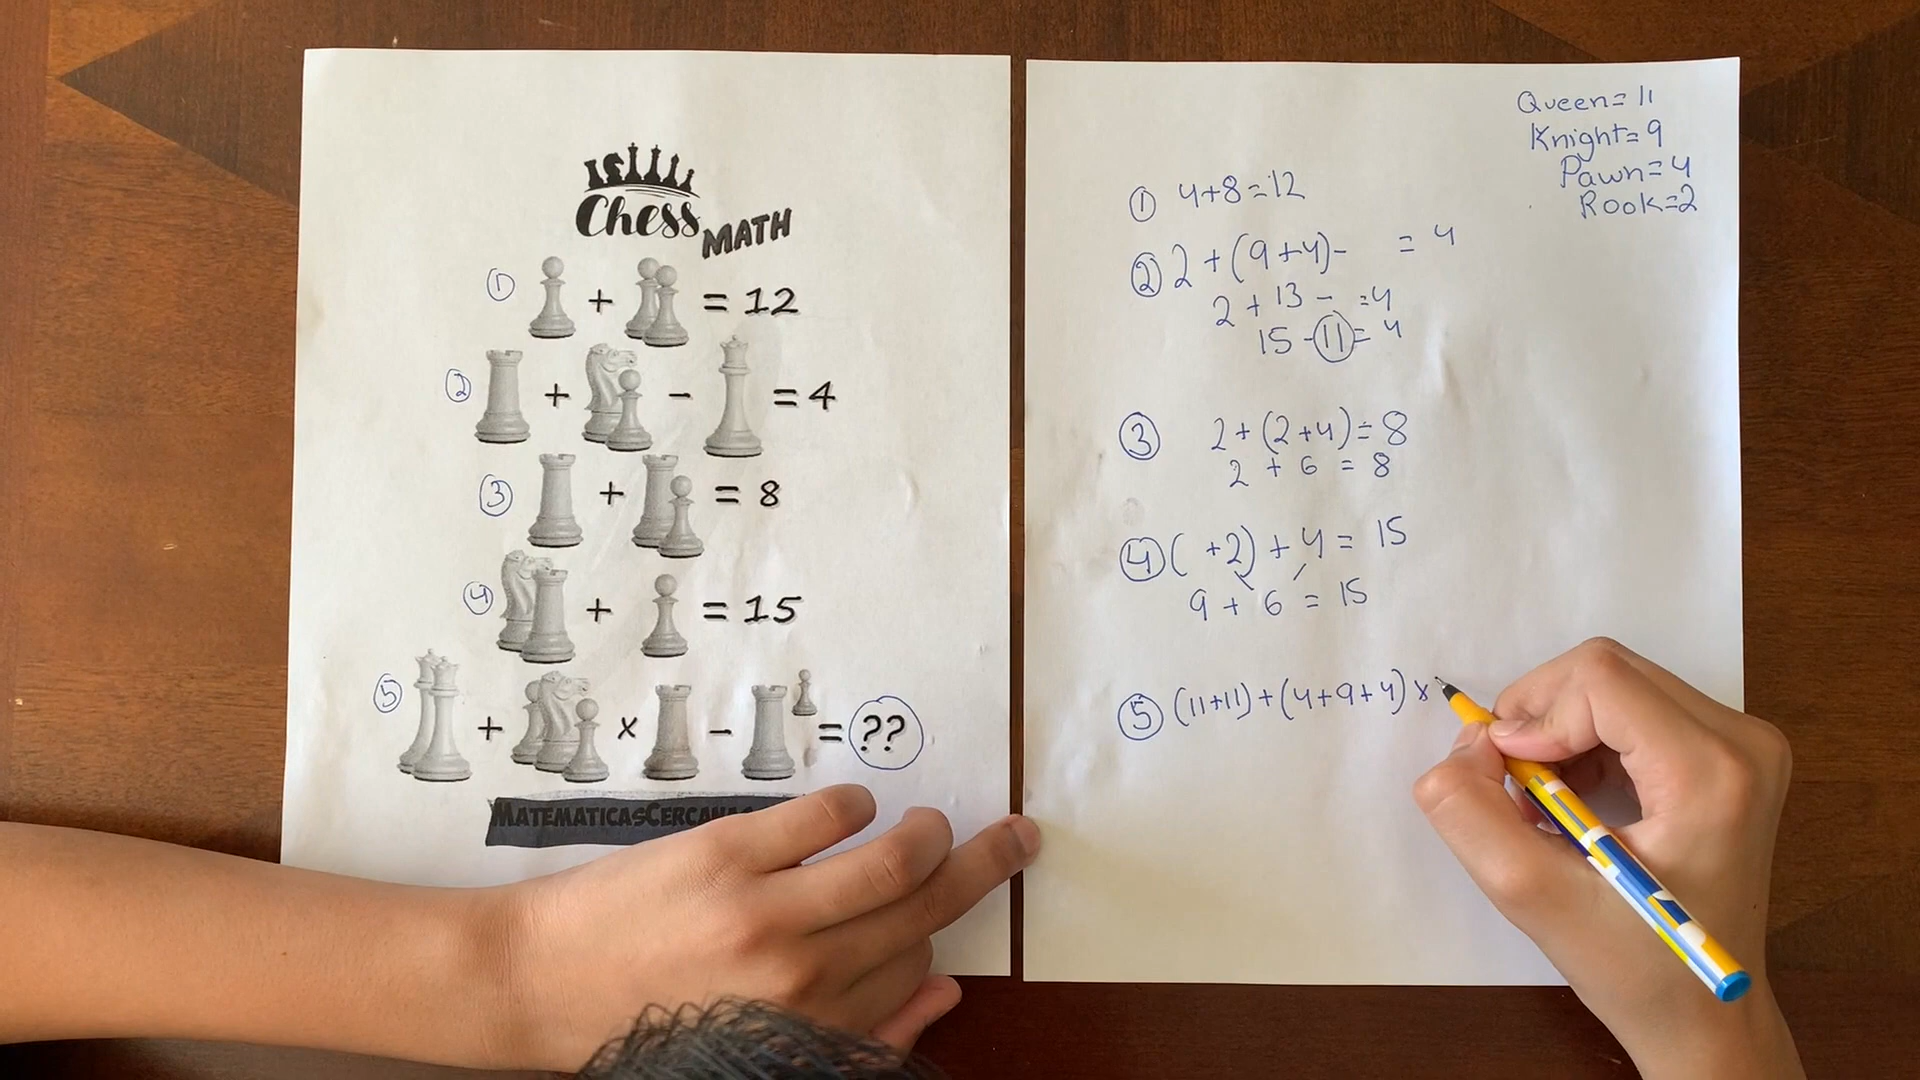 Chess MATH
① + = 12
② + - = 4
③ + = 8
④ + = 15
⑤ + x - = ??
Queen = 11
Knight = 9
Pawn = 4
Rook = 2
① 4+8=12
② 2+(9+4)- = 4
2+13- =4
15-11=4
③ 2+(2+4)=8
2+6=8
④ ( +2)+4=15
9+6=15
⑤ (11+11)+(4+9+4)x